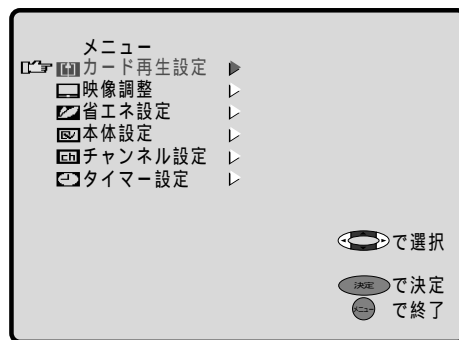 メニュー
カード再生設定
映像調整
省エネ設定
本体設定
ch チャンネル設定
タイマー設定
で選択
決定 で決定
メニュー で終了